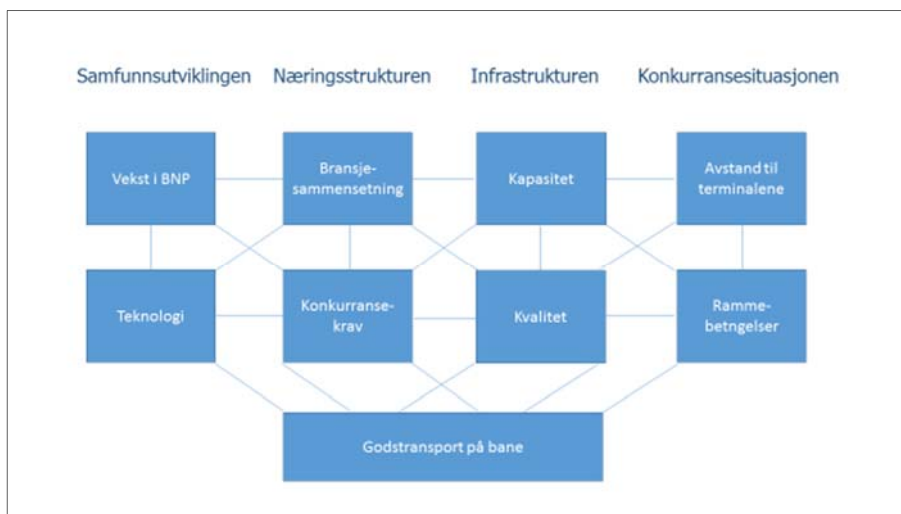 Samfunnsutviklingen Næringsstrukturen Infrastrukturen Konkurransesituasjonen
Vekst i BNP
Bransje-
sammensetning
Kapasitet
Avstand til
terminalene
Teknologi
Konkurranse-
krav
Kvalitet
Ramme-
betngelser
Godstransport på bane